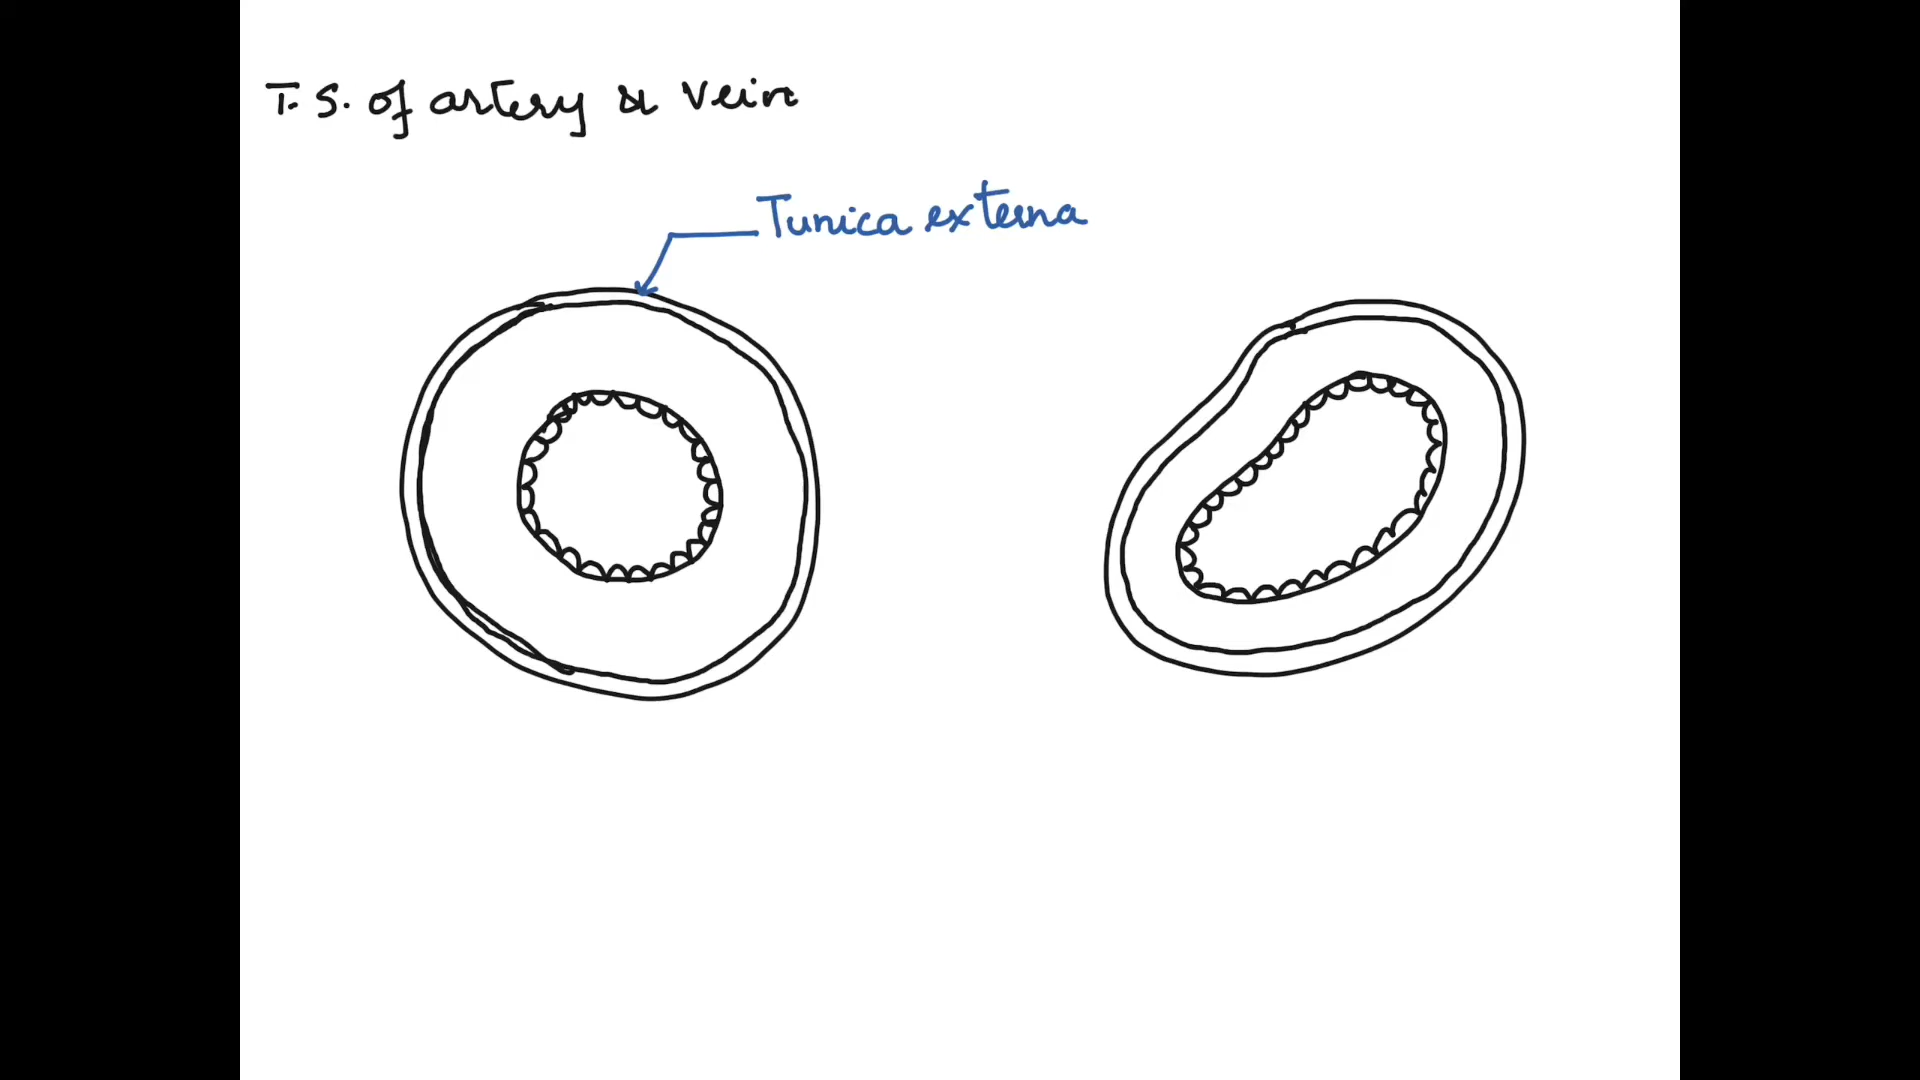 T. S. of artery & vein
Tunica externa